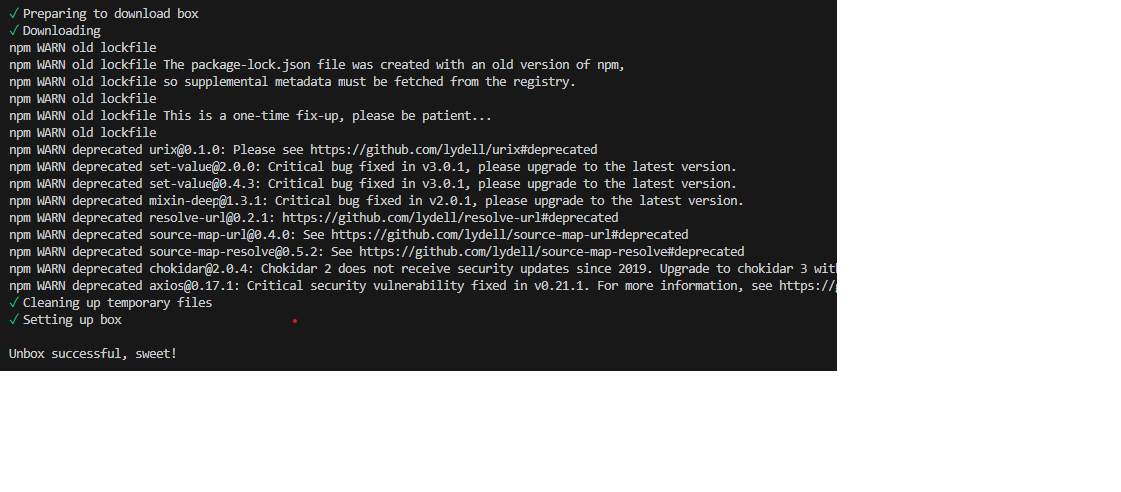 ✓ Preparing to download box
✓ Downloading
npm WARN old lockfile
npm WARN old lockfile The package-lock.json file was created with an old version of npm,
npm WARN old lockfile so supplemental metadata must be fetched from the registry.
npm WARN old lockfile
npm WARN old lockfile This is a one-time fix-up, please be patient...
npm WARN old lockfile
npm WARN deprecated urix@0.1.0: Please see https://github.com/lydell/urix#deprecated
npm WARN deprecated set-value@2.0.0: Critical bug fixed in v3.0.1, please upgrade to the latest version.
npm WARN deprecated set-value@0.4.3: Critical bug fixed in v3.0.1, please upgrade to the latest version.
npm WARN deprecated mixin-deep@1.3.1: Critical bug fixed in v2.0.1, please upgrade to the latest version.
npm WARN deprecated resolve-url@0.2.1: https://github.com/lydell/resolve-url#deprecated
npm WARN deprecated source-map-url@0.4.0: See https://github.com/lydell/source-map-url#deprecated
npm WARN deprecated source-map-resolve@0.5.2: See https://github.com/lydell/source-map-resolve#deprecated
npm WARN deprecated chokidar@2.0.4: Chokidar 2 does not receive security updates since 2019. Upgrade to chokidar 3
npm WARN deprecated axios@0.17.1: Critical security vulnerability fixed in v0.21.1. For more information, see https://
✓ Cleaning up temporary files
✓ Setting up box
Unbox successful, sweet!